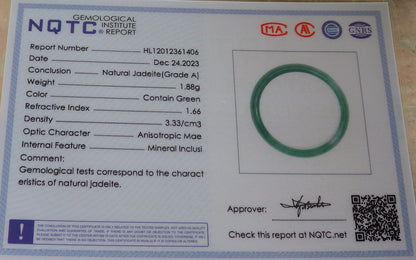 NQTC GEMOLOGICAL INSTITUTE ® REPORT
MA
GNBS
Report Number HL12012361406
Date Dec 24.2023
Conclusion Natural Jadeite(Grade A)
Weight 1.88g
Color Contain Green
Refractive Index 1.66
Density 3.33/cm3
Optic Character Anisotropic Mae
Internal Feature Mineral Inclusi
Comment:
Gemological tests correspond to the charact
eristics of natural jadeite.
Approver:
Check this report at NQTC.net